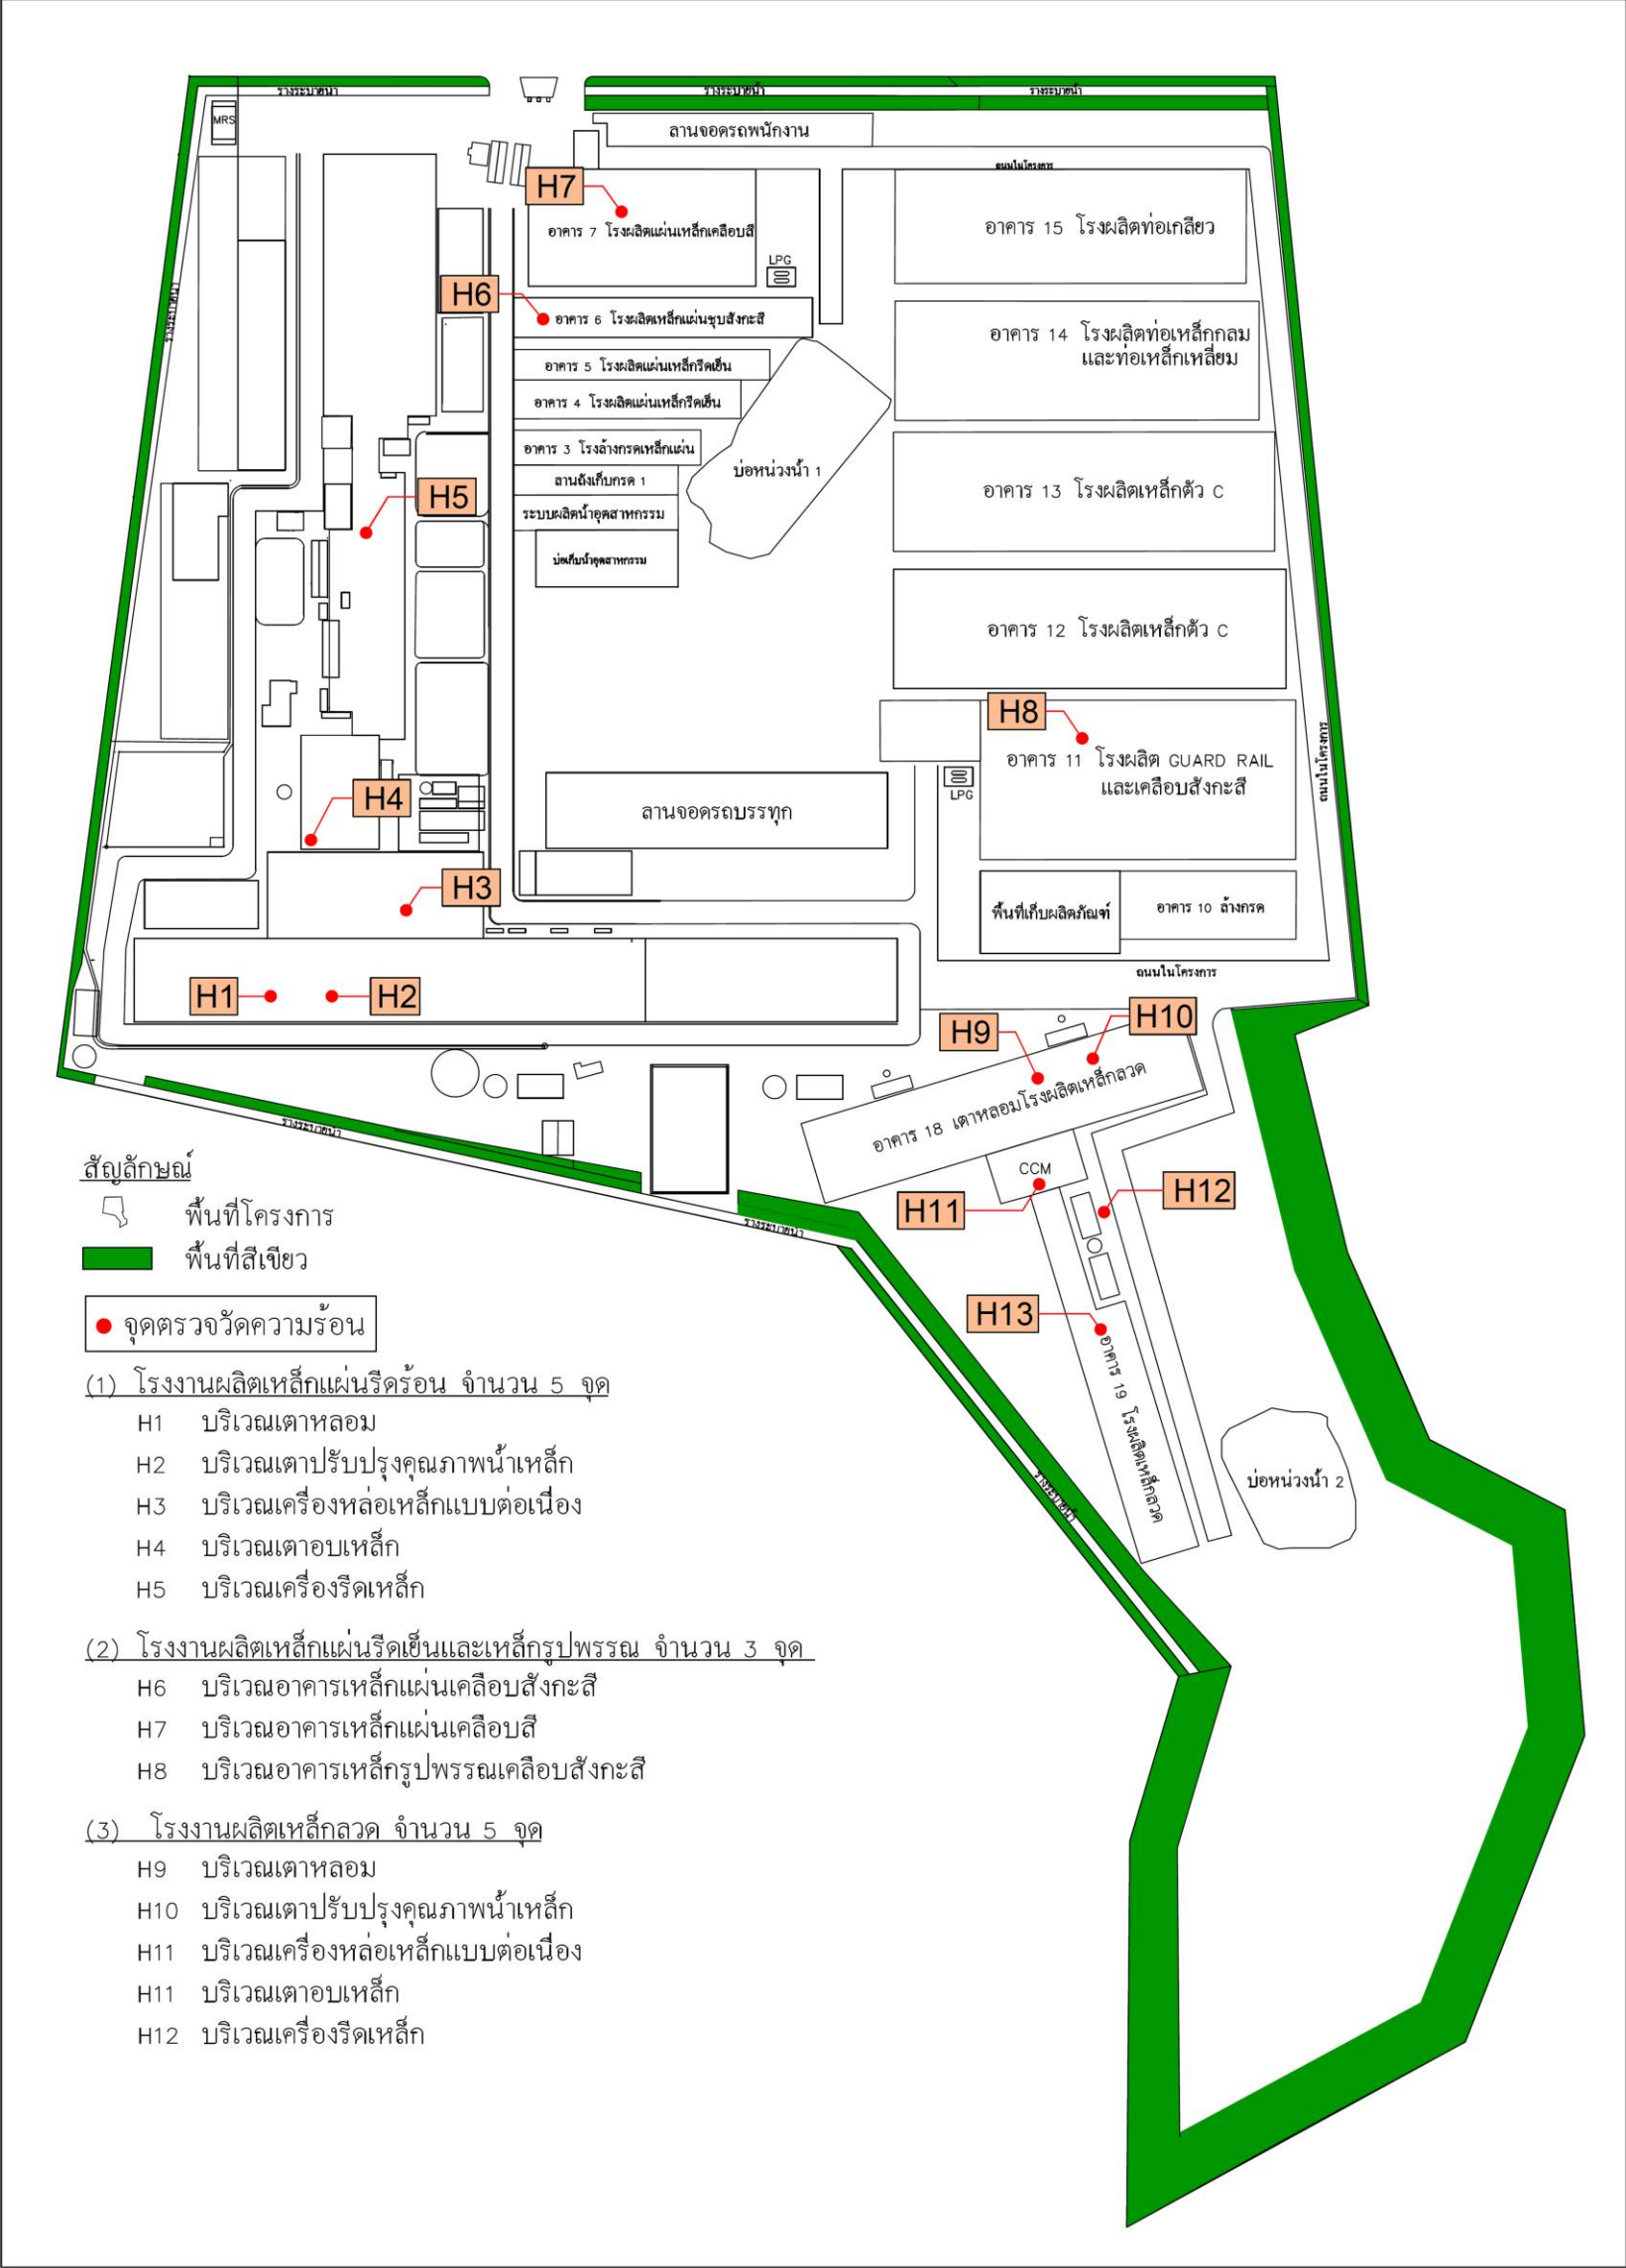 รางระบายน้ำ
รางระบายน้ำ
รางระบายน้ำ
MRS
ลานจอดรถพนักงาน
ถนนในโครงการ
H7
อาคาร 7 โรงผลิตแผ่นเหล็กเคลือบสี
อาคาร 15 โรงผลิตท่อเกลียว
LPG
H6
อาคาร 6 โรงผลิตเหล็กแผ่นชุบสังกะสี
รางระบายน้ำ
อาคาร 14 โรงผลิตท่อเหล็กกลม
และท่อเหล็กเหลี่ยม
อาคาร 5 โรงผลิตแผ่นเหล็กรีดเย็น
อาคาร 4 โรงผลิตแผ่นเหล็กรีดเย็น
อาคาร 3 โรงล้างกรดเหล็กแผ่น
บ่อหน่วงน้ำ 1
ลานถังเก็บกรด 1
H5
อาคาร 13 โรงผลิตเหล็กตัว C
ระบบผลิตน้ำอุตสาหกรรม
บ่อเก็บน้ำอุตสาหกรรม
อาคาร 12 โรงผลิตเหล็กตัว C
H8
อาคาร 11 โรงผลิต GUARD RAIL
และเคลือบสังกะสี
ถนนในโครงการ
LPG
H4
ลานจอดรถบรรทุก
H3
พื้นที่เก็บผลิตภัณฑ์
อาคาร 10 ล้างกรด
ถนนในโครงการ
H1
H2
H9
H10
อาคาร 18 เตาหลอมโรงผลิตเหล็กลวด
รางระบายน้ำ
CCM
H11
H12
รางระบายน้ำ
H13
อาคาร 19 โรงผลิตเหล็กลวด
รางระบายน้ำ
บ่อหน่วงน้ำ 2
สัญลักษณ์
พื้นที่โครงการ
พื้นที่สีเขียว
จุดตรวจวัดความร้อน
(1) โรงงานผลิตเหล็กแผ่นรีดร้อน จำนวน 5 จุด
H1 บริเวณเตาหลอม
H2 บริเวณเตาปรับปรุงคุณภาพน้ำเหล็ก
H3 บริเวณเครื่องหล่อเหล็กแบบต่อเนื่อง
H4 บริเวณเตาอบเหล็ก
H5 บริเวณเครื่องรีดเหล็ก
(2) โรงงานผลิตเหล็กแผ่นรีดเย็นและเหล็กรูปพรรณ จำนวน 3 จุด
H6 บริเวณอาคารเหล็กแผ่นเคลือบสังกะสี
H7 บริเวณอาคารเหล็กแผ่นเคลือบสี
H8 บริเวณอาคารเหล็กรูปพรรณเคลือบสังกะสี
(3) โรงงานผลิตเหล็กลวด จำนวน 5 จุด
H9 บริเวณเตาหลอม
H10 บริเวณเตาปรับปรุงคุณภาพน้ำเหล็ก
H11 บริเวณเครื่องหล่อเหล็กแบบต่อเนื่อง
H11 บริเวณเตาอบเหล็ก
H12 บริเวณเครื่องรีดเหล็ก